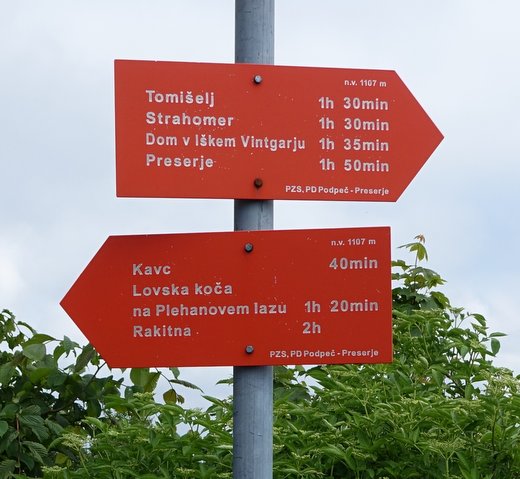 n.v. 1107 m
Tomišelj 1h 30min
Strahomer 1h 30min
Dom v Iškem Vintgarju 1h 35min
Preserje 1h 50min
PZS, PD Podpeč - Preserje
n.v. 1107 m
Kavc 40min
Lovska koča
na Plehanovem lazu 1h 20min
Rakitna 2h
PZS, PD Podpeč - Preserje